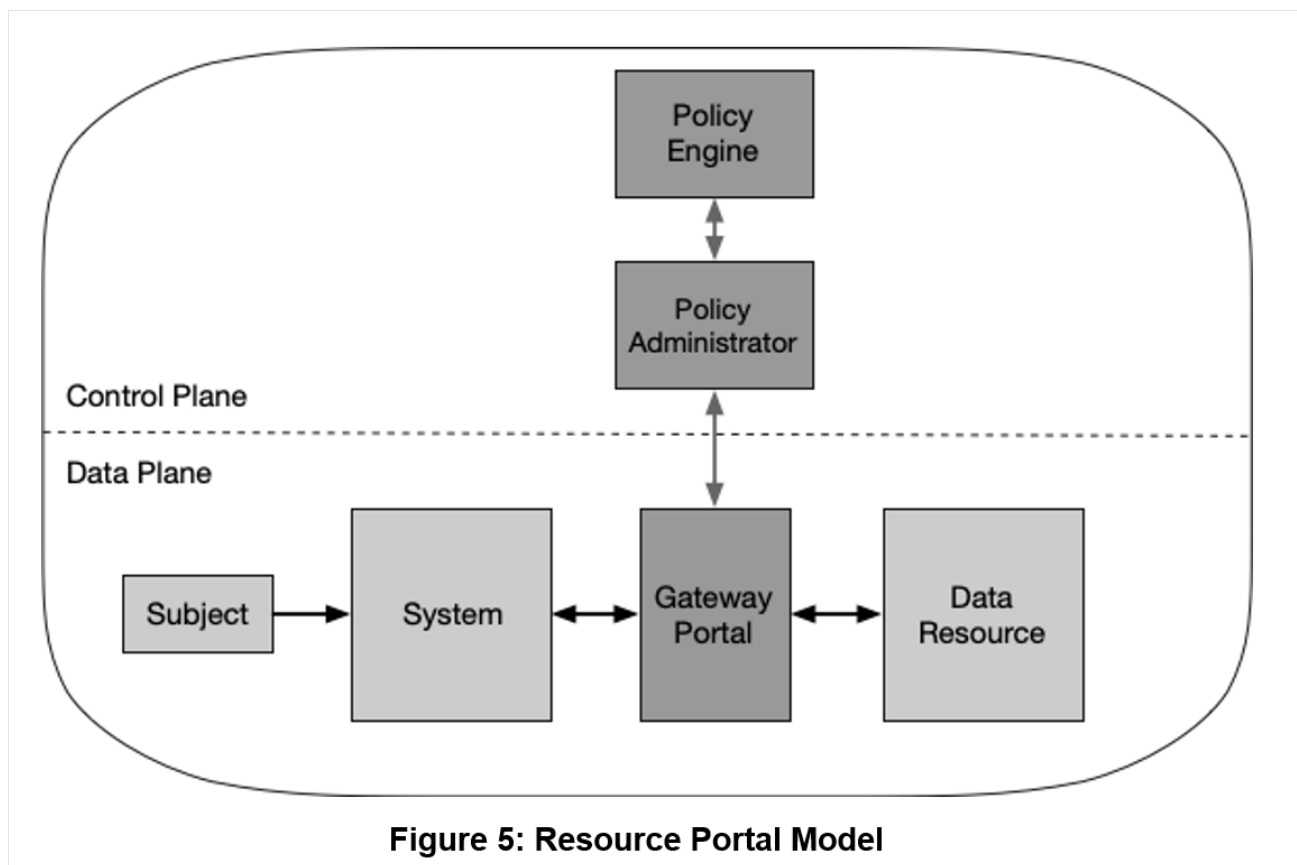 Policy
Engine
Policy
Administrator
Control Plane
Data Plane
Subject
System
Gateway
Portal
Data
Resource
Figure 5: Resource Portal Model